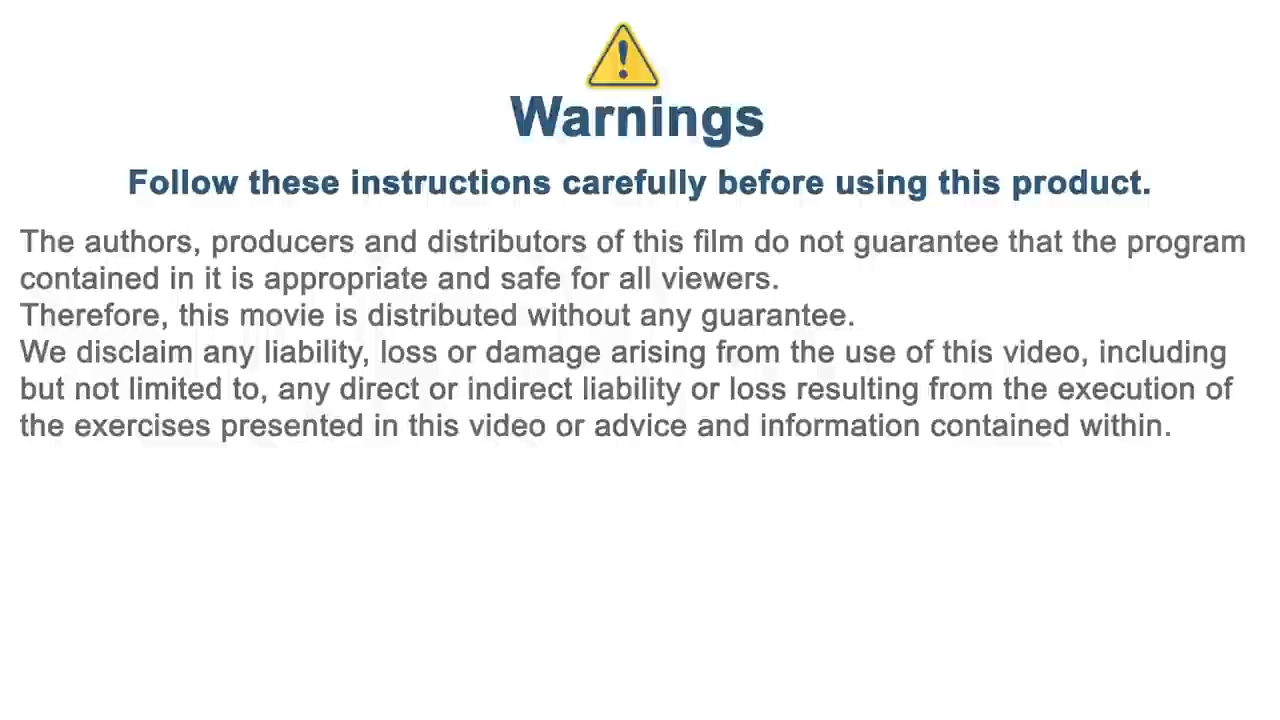 Warnings
Follow these instructions carefully before using this product.
The authors, producers and distributors of this film do not guarantee that the program
contained in it is appropriate and safe for all viewers.
Therefore, this movie is distributed without any guarantee.
We disclaim any liability, loss or damage arising from the use of this video, including
but not limited to, any direct or indirect liability or loss resulting from the execution of
the exercises presented in this video or advice and information contained within.